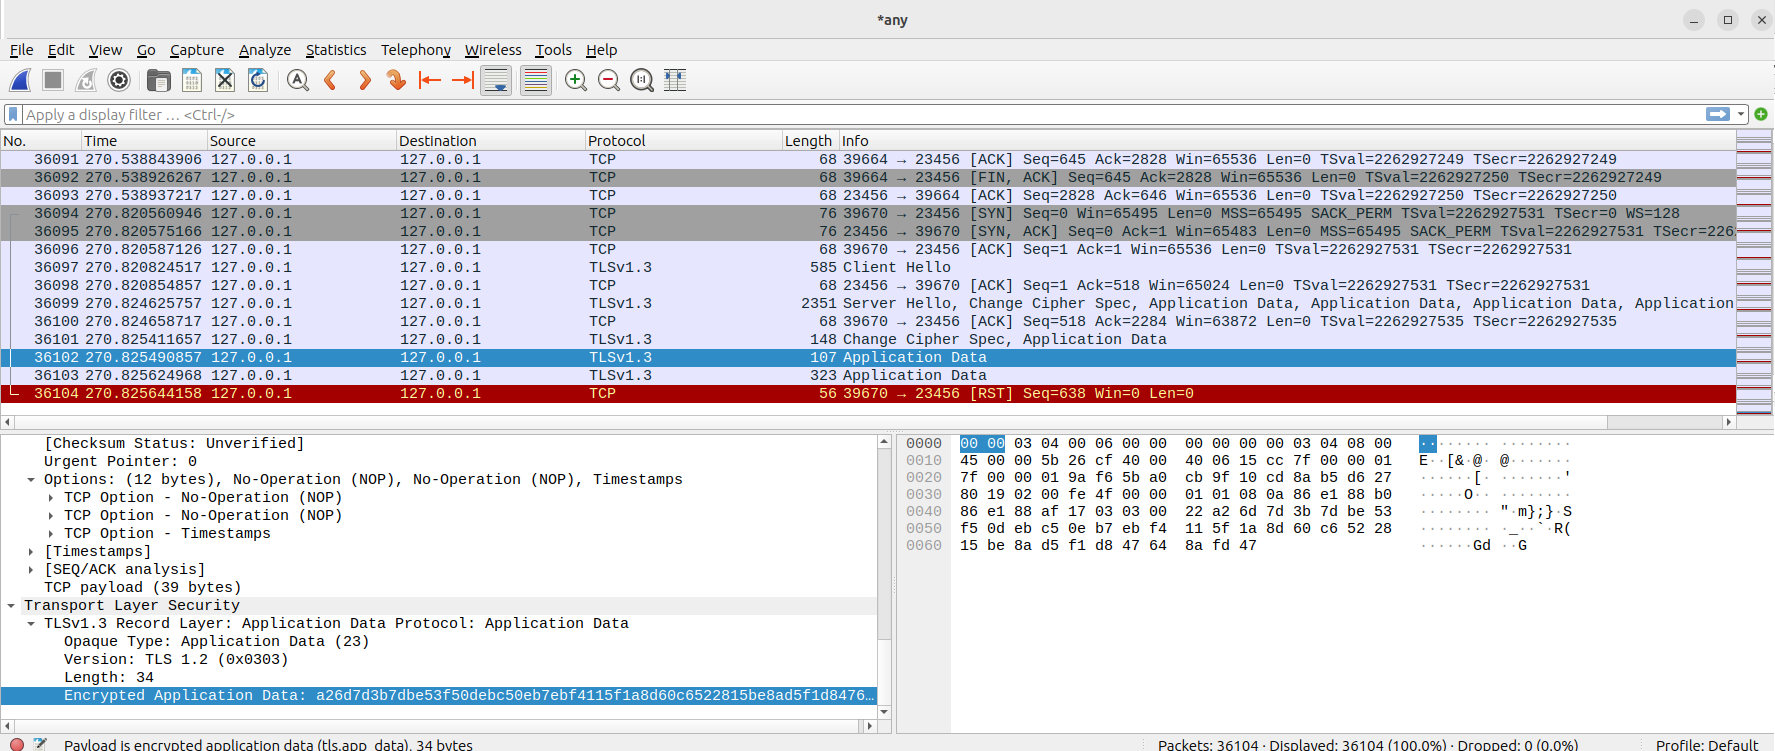 *any
File Edit View Go Capture Analyze Statistics Telephony Wireless Tools Help
Apply a display filter … <Ctrl-/>
No. Time Source Destination Protocol Length Info
36091 270.538843906 127.0.0.1 127.0.0.1 TCP 68 39664 → 23456 [ACK] Seq=645 Ack=2828 Win=65536 Len=0 TSval=2262927249 TSecr=2262927249
36092 270.538926267 127.0.0.1 127.0.0.1 TCP 68 39664 → 23456 [FIN, ACK] Seq=645 Ack=2828 Win=65536 Len=0 TSval=2262927250 TSecr=2262927249
36093 270.538937217 127.0.0.1 127.0.0.1 TCP 68 23456 → 39664 [ACK] Seq=2828 Ack=646 Win=65536 Len=0 TSval=2262927250 TSecr=2262927250
36094 270.820560946 127.0.0.1 127.0.0.1 TCP 76 39670 → 23456 [SYN] Seq=0 Win=65495 Len=0 MSS=65495 SACK_PERM TSval=2262927531 TSecr=0 WS=128
36095 270.820575166 127.0.0.1 127.0.0.1 TCP 76 23456 → 39670 [SYN, ACK] Seq=0 Ack=1 Win=65483 Len=0 MSS=65495 SACK_PERM TSval=2262927531 TSecr=226
36096 270.820587126 127.0.0.1 127.0.0.1 TCP 68 39670 → 23456 [ACK] Seq=1 Ack=1 Win=65536 Len=0 TSval=2262927531 TSecr=2262927531
36097 270.820824517 127.0.0.1 127.0.0.1 TLSv1.3 585 Client Hello
36098 270.820854857 127.0.0.1 127.0.0.1 TCP 68 23456 → 39670 [ACK] Seq=1 Ack=518 Win=65024 Len=0 TSval=2262927531 TSecr=2262927531
36099 270.824625757 127.0.0.1 127.0.0.1 TLSv1.3 2351 Server Hello, Change Cipher Spec, Application Data, Application Data, Application Data, Application
36100 270.824658717 127.0.0.1 127.0.0.1 TCP 68 39670 → 23456 [ACK] Seq=518 Ack=2284 Win=63872 Len=0 TSval=2262927535 TSecr=2262927535
36101 270.825411657 127.0.0.1 127.0.0.1 TLSv1.3 148 Change Cipher Spec, Application Data
36102 270.825490857 127.0.0.1 127.0.0.1 TLSv1.3 107 Application Data
36103 270.825624968 127.0.0.1 127.0.0.1 TLSv1.3 323 Application Data
36104 270.825644158 127.0.0.1 127.0.0.1 TCP 56 39670 → 23456 [RST] Seq=638 Win=0 Len=0
[Checksum Status: Unverified]
Urgent Pointer: 0
Options: (12 bytes), No-Operation (NOP), No-Operation (NOP), Timestamps
TCP Option - No-Operation (NOP)
TCP Option - No-Operation (NOP)
TCP Option - Timestamps
[Timestamps]
[SEQ/ACK analysis]
TCP payload (39 bytes)
Transport Layer Security
TLSv1.3 Record Layer: Application Data Protocol: Application Data
Opaque Type: Application Data (23)
Version: TLS 1.2 (0x0303)
Length: 34
Encrypted Application Data: a26d7d3b7dbe53f50debc50eb7ebf4115f1a8d60c6522815be8ad5f1d8476…
0000 00 00 03 04 00 06 00 00 00 00 00 00 03 04 08 00 ········ ········
0010 45 00 00 5b 26 cf 40 00 40 06 15 cc 7f 00 00 01 E··[&·@· @·······
0020 7f 00 00 01 9a f6 5b a0 cb 9f 10 cd 8a b5 d6 27 ······[· ·······'
0030 80 19 02 00 fe 4f 00 00 01 01 08 0a 86 e1 88 b0 ·····O·· ········
0040 86 e1 88 af 17 03 03 00 22 a2 6d 7d 3b 7d be 53 ········ "·m};}·S
0050 f5 0d eb c5 0e b7 eb f4 11 5f 1a 8d 60 c6 52 28 ········ ·_··`·R(
0060 15 be 8a d5 f1 d8 47 64 8a fd 47 ······Gd ··G
Payload is encrypted application data (tls.app_data), 34 bytes
Packets: 36104 · Displayed: 36104 (100.0%) · Dropped: 0 (0.0%)
Profile: Default